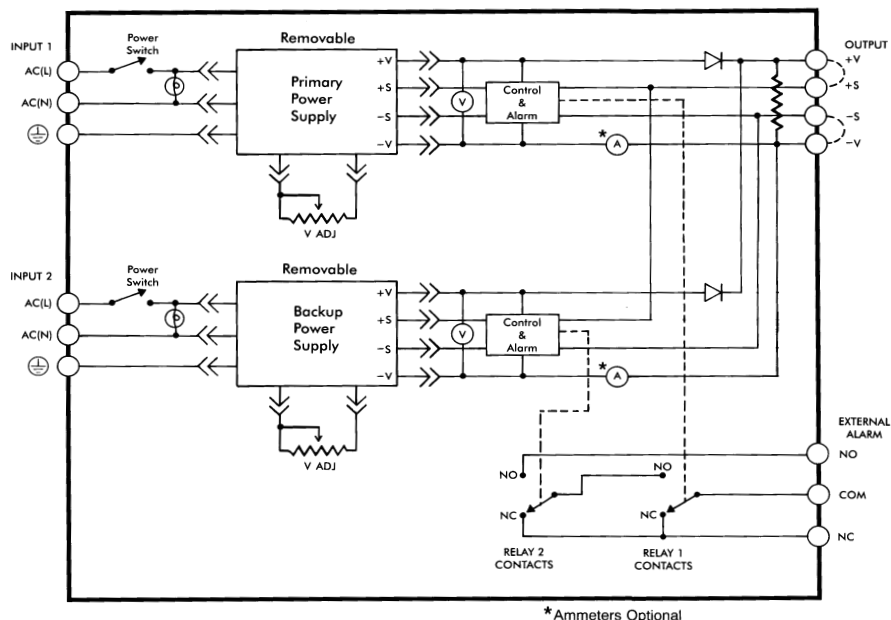 INPUT 1
Power
Switch
Removable
OUTPUT
AC(L)
AC(N)
Primary
Power
Supply
+V
+S
−S
−V
V
Control
&
Alarm
*
A
+V
+S
−S
−V
V ADJ
INPUT 2
Power
Switch
Removable
AC(L)
AC(N)
Backup
Power
Supply
+V
+S
−S
−V
V
Control
&
Alarm
*
A
V ADJ
EXTERNAL
ALARM
NO
COM
NC
NO
NC
RELAY 2
CONTACTS
NO
NC
RELAY 1
CONTACTS
*Ammeters Optional